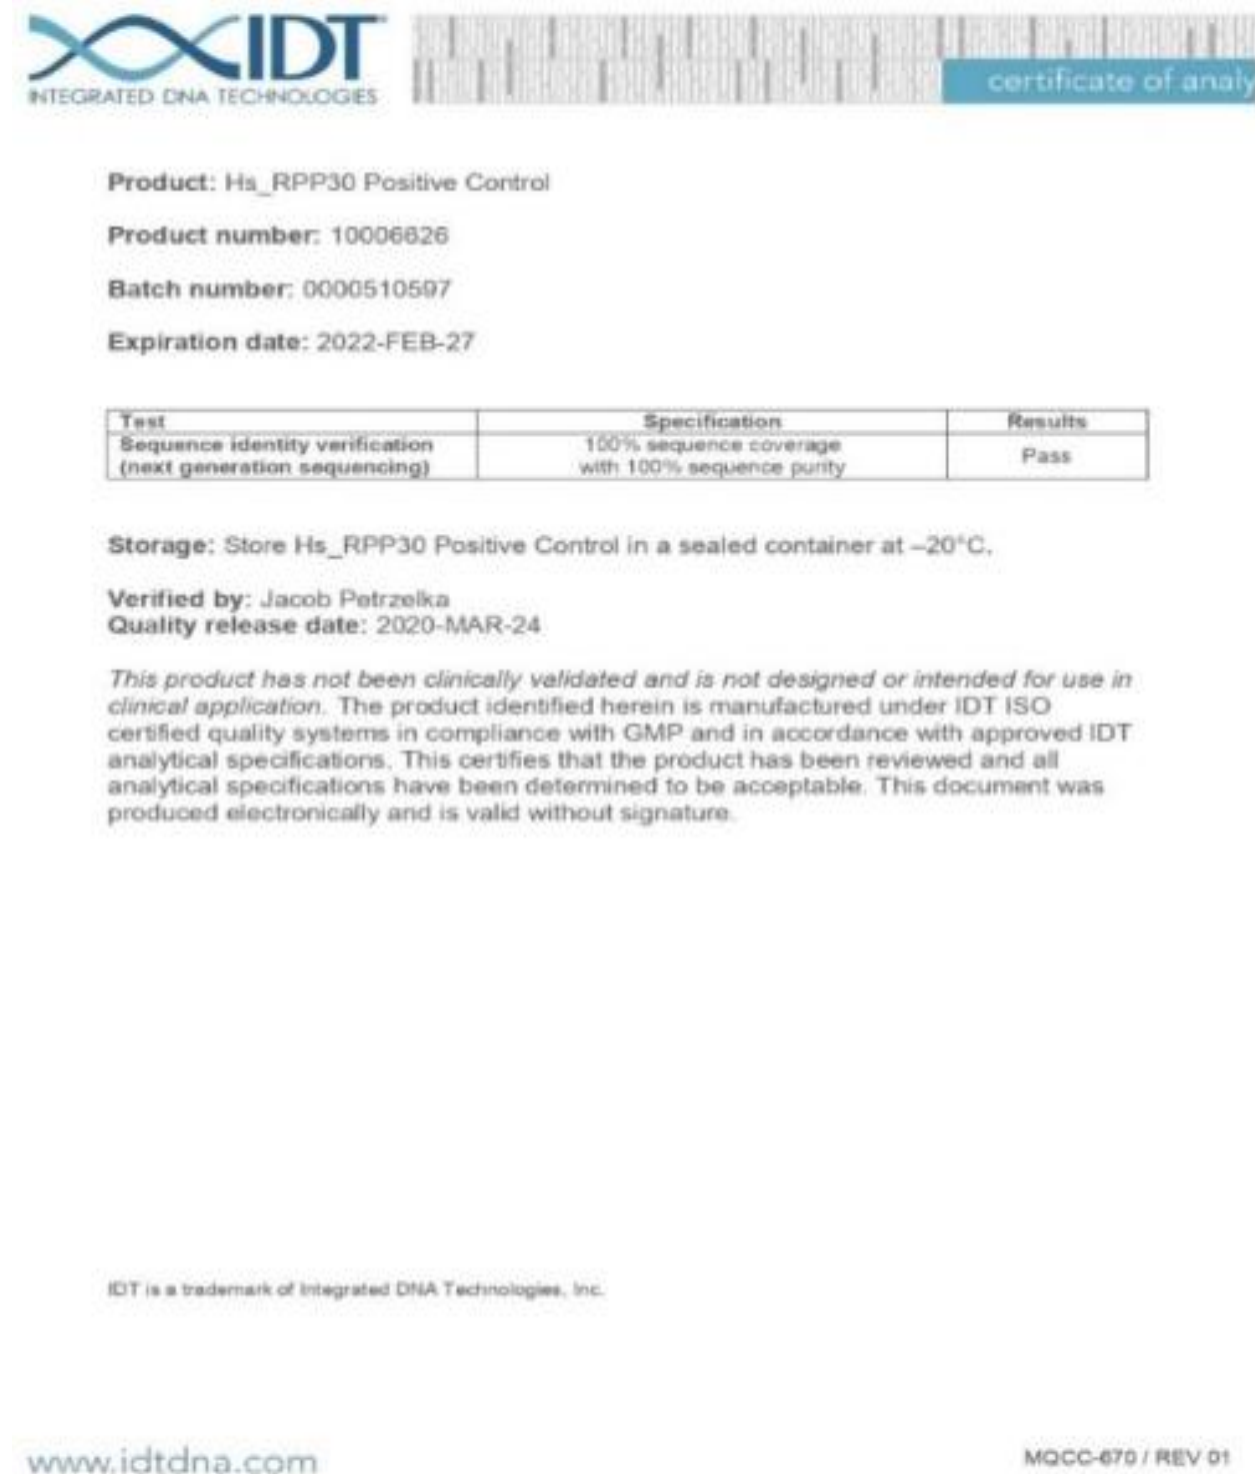 IDT
INTEGRATED DNA TECHNOLOGIES
certificate of analy
Product: Hs_RPP30 Positive Control
Product number: 10006626
Batch number: 0000510597
Expiration date: 2022-FEB-27
Test Specification Results
Sequence identity verification 100% sequence coverage Pass
(next generation sequencing) with 100% sequence purity
Storage: Store Hs_RPP30 Positive Control in a sealed container at –20°C.
Verified by: Jacob Petrzelka
Quality release date: 2020-MAR-24
This product has not been clinically validated and is not designed or intended for use in
clinical application. The product identified herein is manufactured under IDT ISO
certified quality systems in compliance with GMP and in accordance with approved IDT
analytical specifications. This certifies that the product has been reviewed and all
analytical specifications have been determined to be acceptable. This document was
produced electronically and is valid without signature.
IDT is a trademark of Integrated DNA Technologies, Inc.
www.idtdna.com
MQCC-670 / REV 01